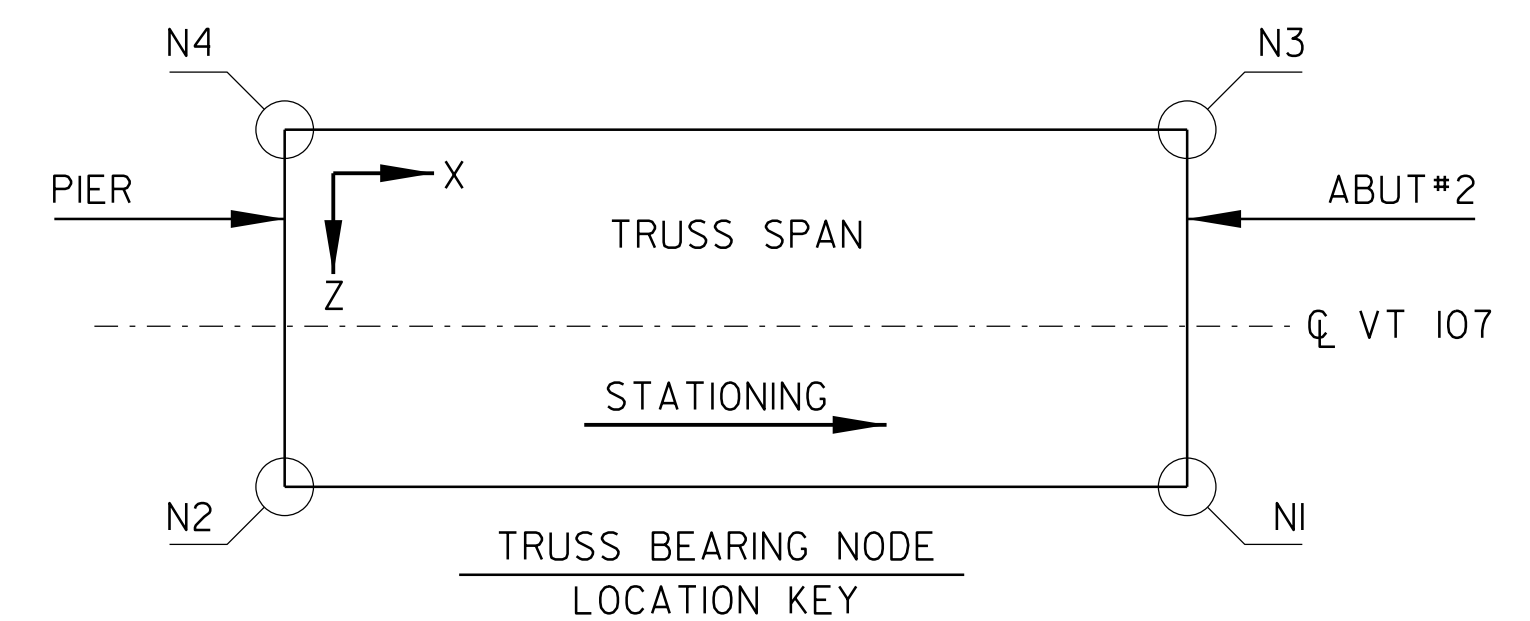 N4
N3
X
PIER
ABUT#2
TRUSS SPAN
Z
℄ VT 107
STATIONING
N2
N1
TRUSS BEARING NODE
LOCATION KEY